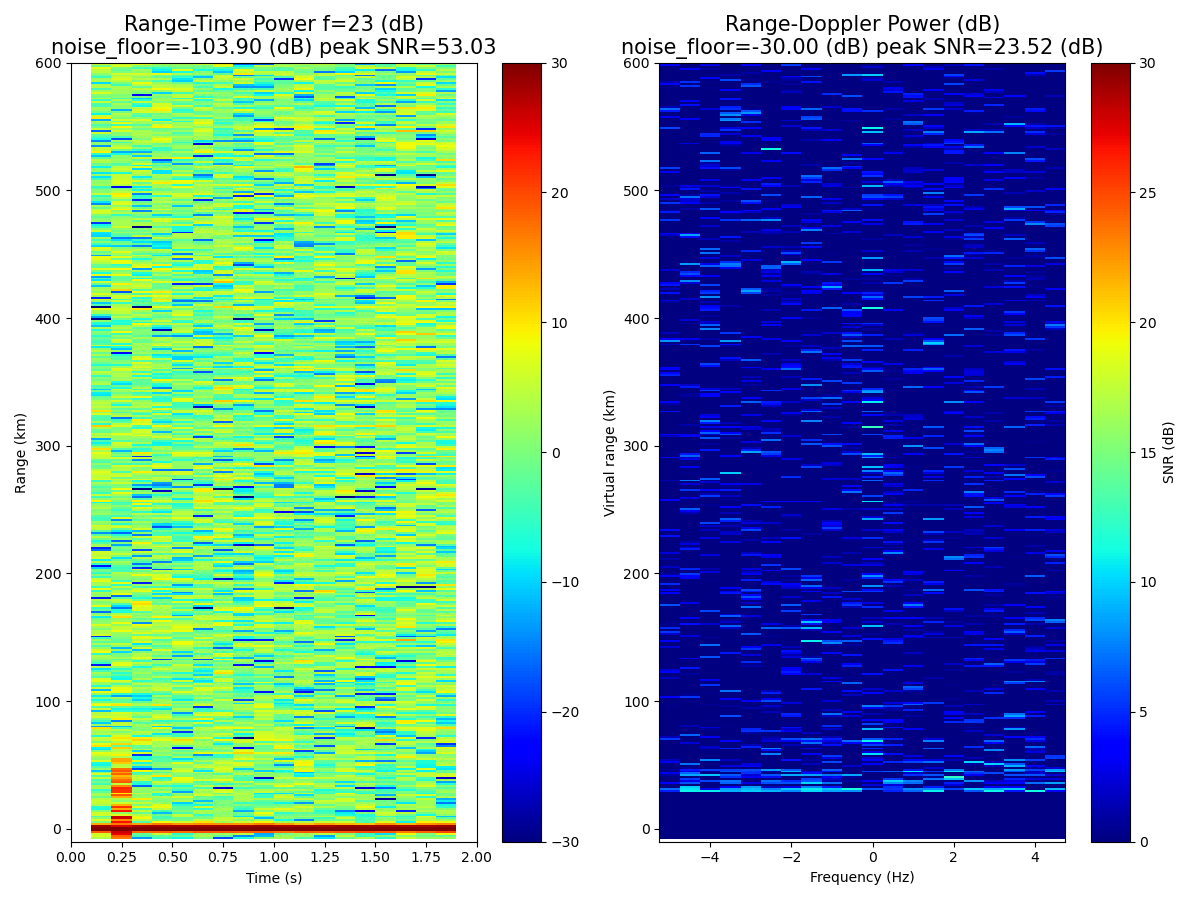 Range-Time Power f=23 (dB)
noise_floor=-103.90 (dB) peak SNR=53.03
Range-Doppler Power (dB)
noise_floor=-30.00 (dB) peak SNR=23.52 (dB)
600
500
400
300
200
100
0
Range (km)
0.00 0.25 0.50 0.75 1.00 1.25 1.50 1.75 2.00
Time (s)
30
20
10
0
−10
−20
−30
600
500
400
300
200
100
0
Virtual range (km)
−4 −2 0 2 4
Frequency (Hz)
30
25
20
15
10
5
0
SNR (dB)